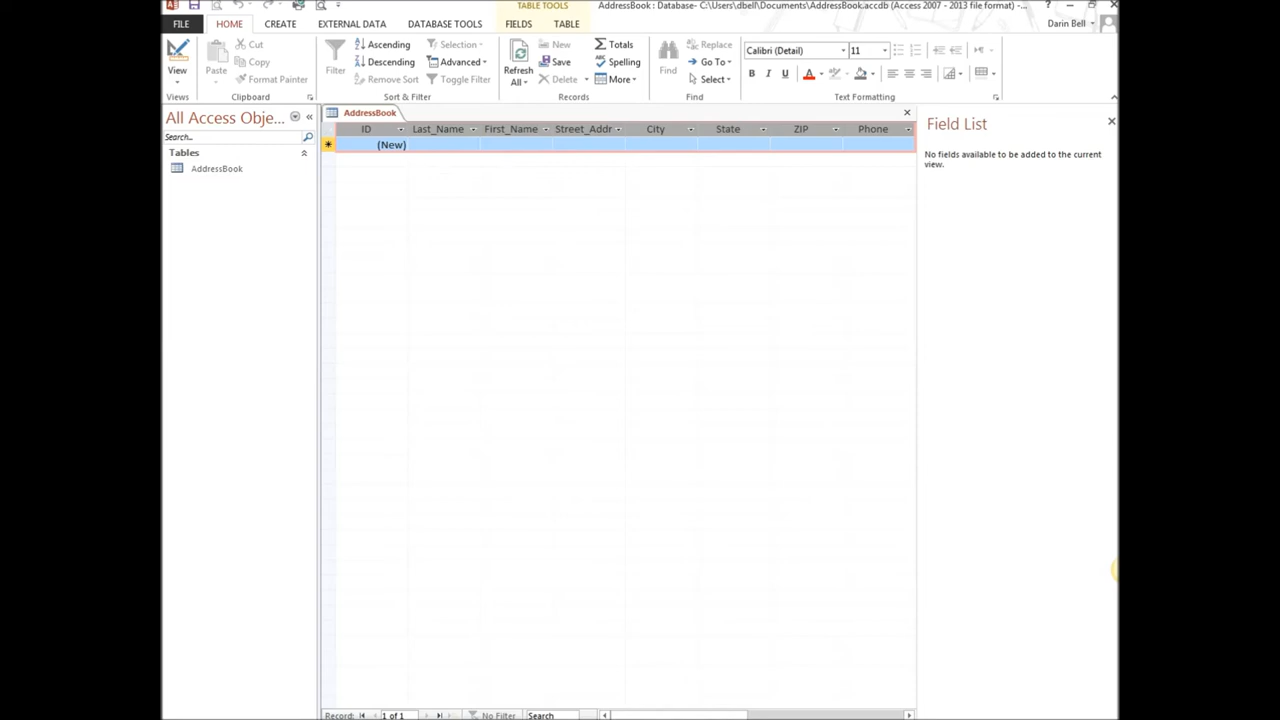 TABLE TOOLS
AddressBook : Database- C:\Users\dbell\Documents\AddressBook.accdb (Access 2007 - 2013 file format) -...
?
FILE HOME CREATE EXTERNAL DATA DATABASE TOOLS FIELDS TABLE Darin Bell
View
Views
Paste
Cut
Copy
Format Painter
Clipboard
Filter
Ascending
Descending
Remove Sort
Selection
Advanced
Toggle Filter
Sort & Filter
Refresh
All
New
Save
Delete
Totals
Spelling
More
Records
Find
Replace
Go To
Select
Find
Calibri (Detail) 11
B I U A
Text Formatting
All Access Obje...
Search...
Tables
AddressBook
AddressBook
ID Last_Name First_Name Street_Addr City State ZIP Phone
(New)
Field List
No fields available to be added to the current
view.
Record: 1 of 1 No Filter Search